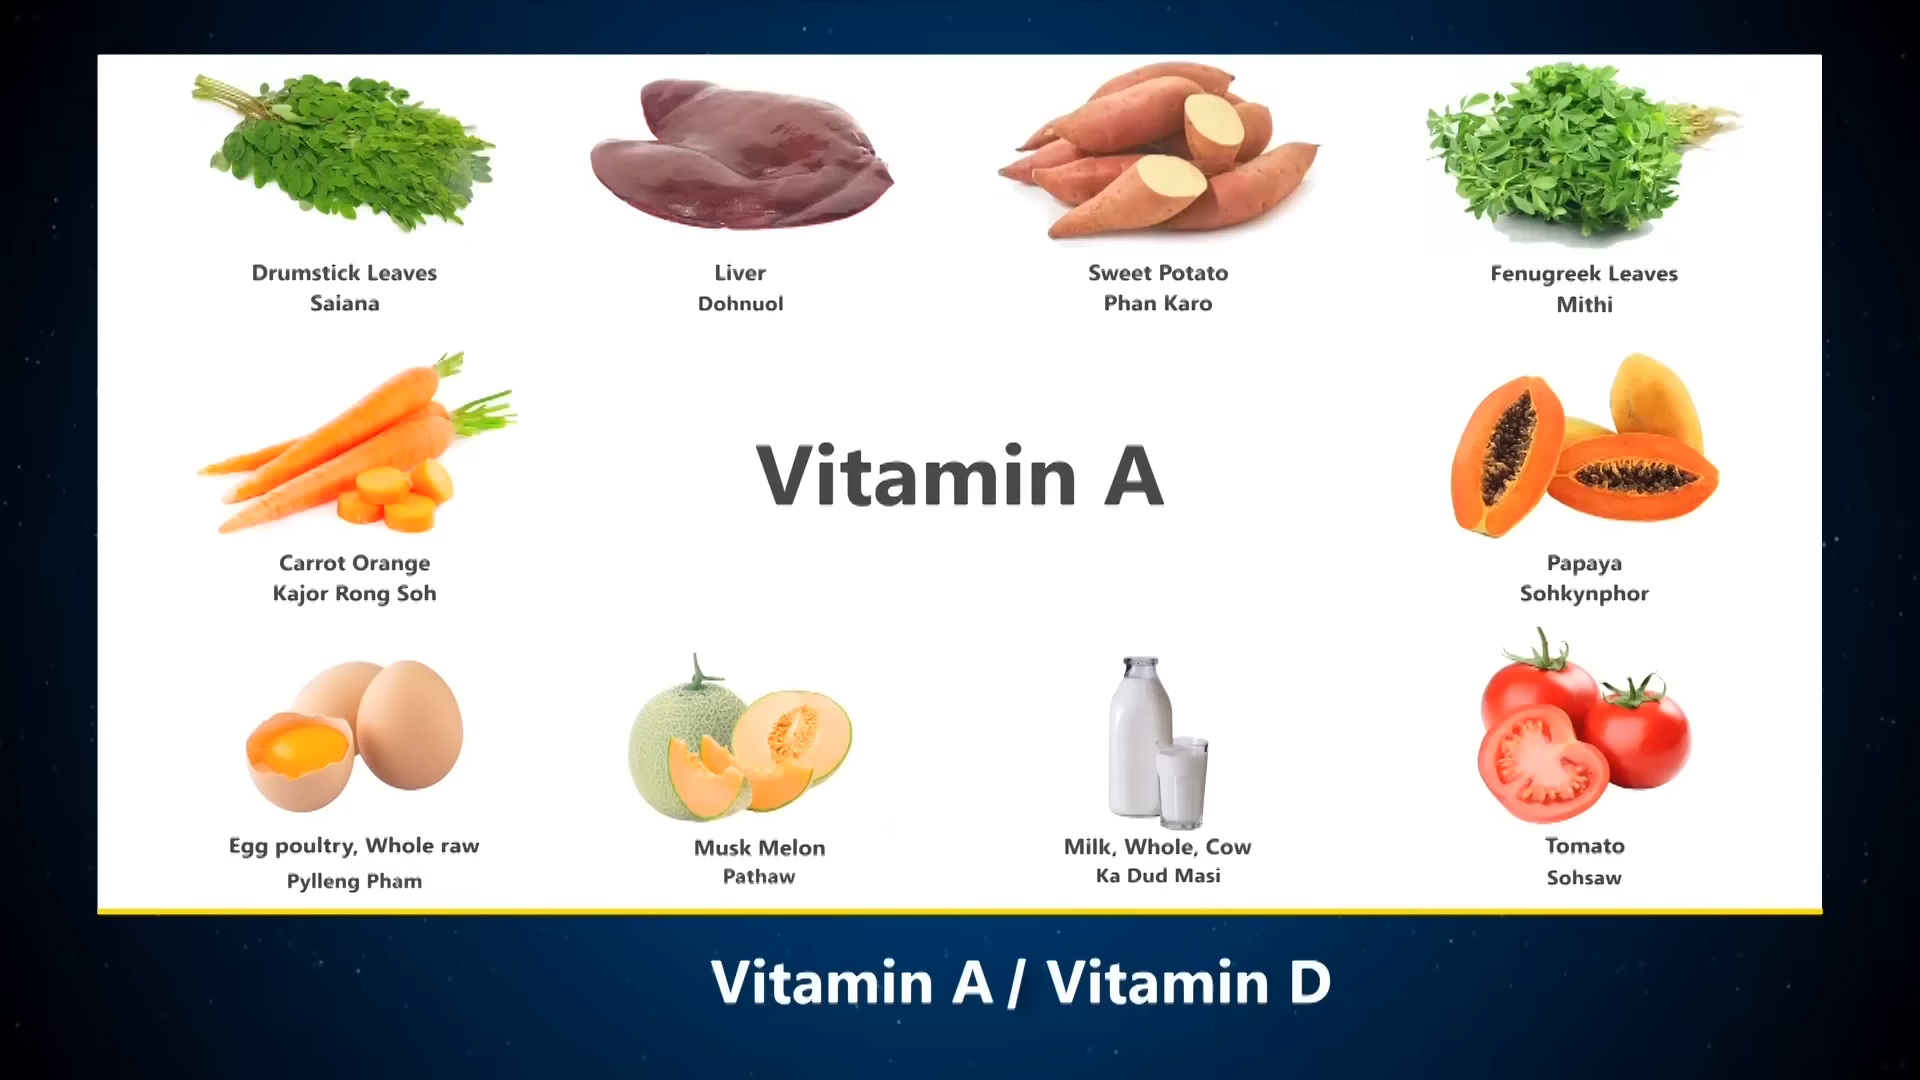 Drumstick Leaves
Saiana
Liver
Dohnuol
Sweet Potato
Phan Karo
Fenugreek Leaves
Mithi
Carrot Orange
Kajor Rong Soh
Vitamin A
Papaya
Sohkynphor
Egg poultry, Whole raw
Pylleng Pham
Musk Melon
Pathaw
Milk, Whole, Cow
Ka Dud Masi
Tomato
Sohsaw
Vitamin A / Vitamin D